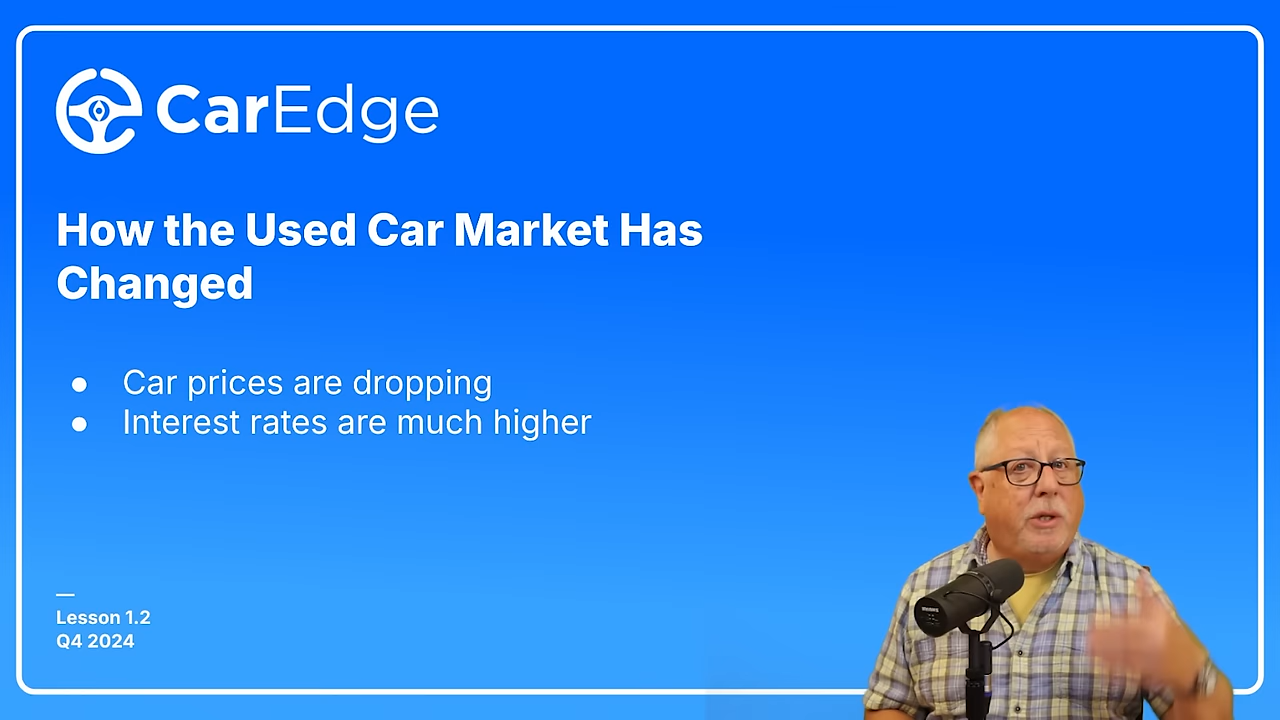 CarEdge
How the Used Car Market Has
Changed
● Car prices are dropping
● Interest rates are much higher
Lesson 1.2
Q4 2024